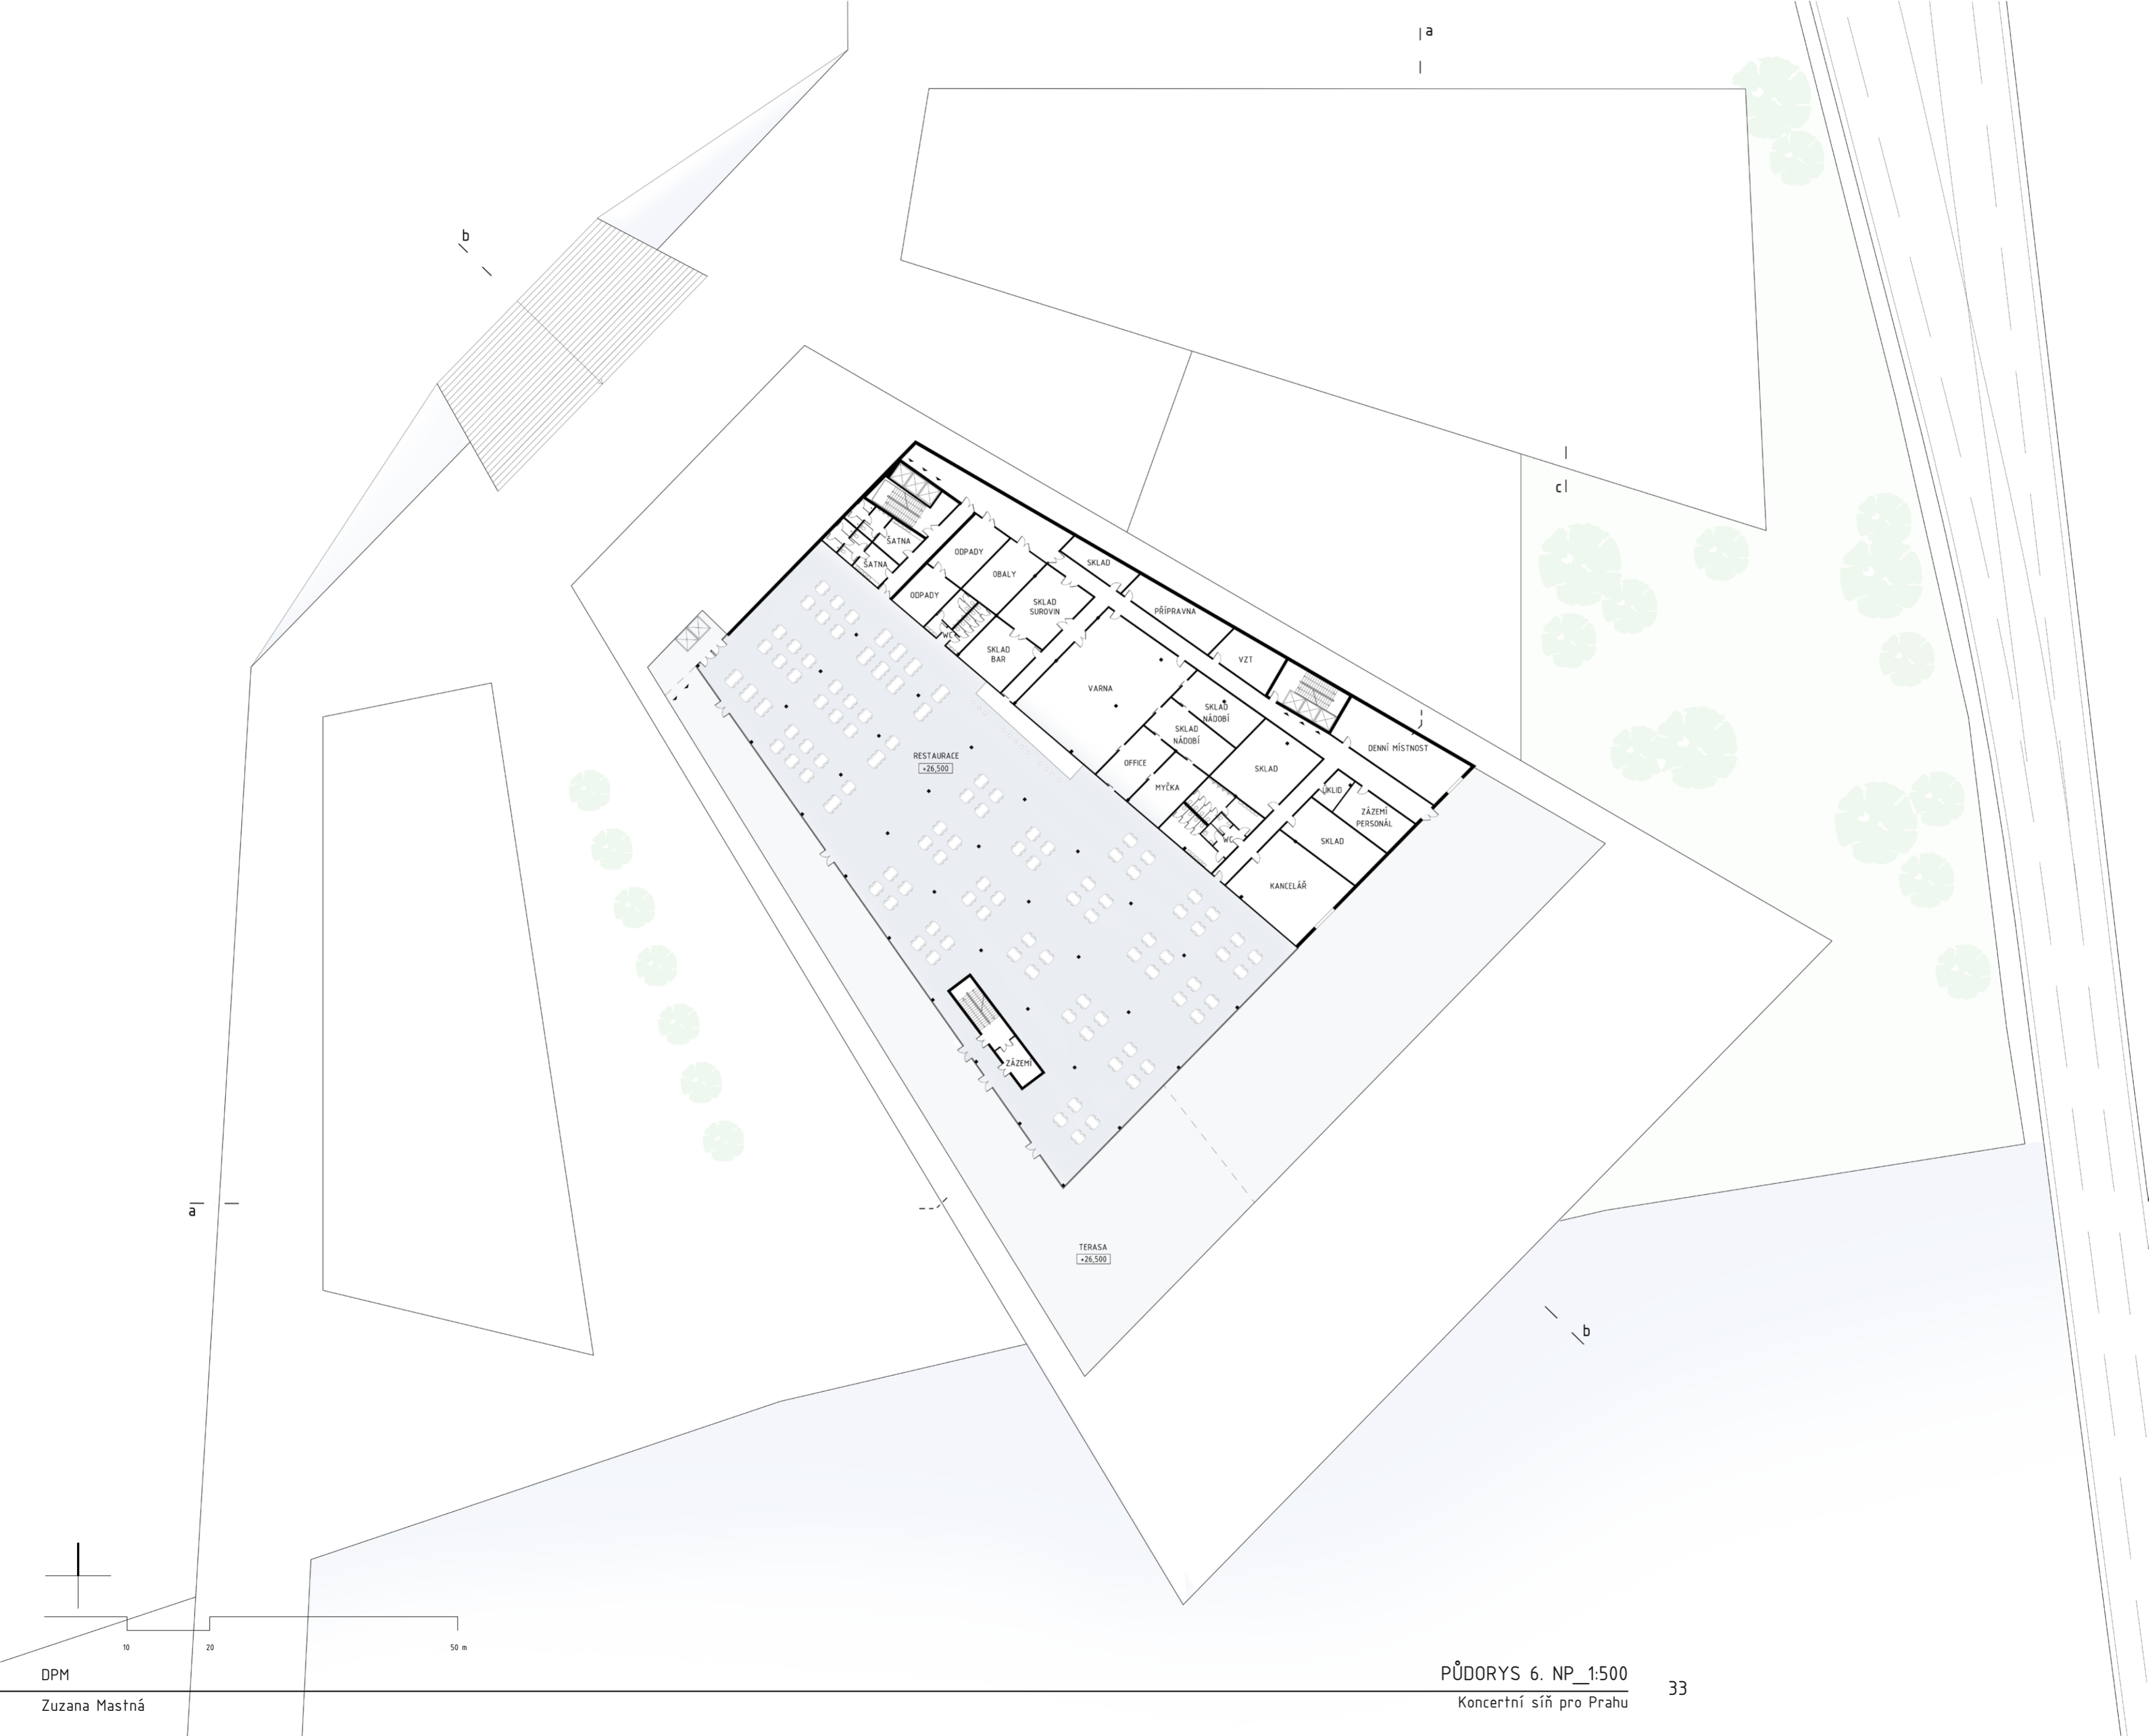 a
b
c
ŠATNA
ŠATNA
ODPADY
OBALY
SKLAD
ODPADY
SKLAD
SUROVIN
PŘÍPRAVNA
WC
SKLAD
BAR
VZT
VARNA
SKLAD
NÁDOBÍ
SKLAD
NÁDOBÍ
DENNÍ MÍSTNOST
RESTAURACE
+26,500
OFFICE
SKLAD
MYČKA
ÚKLID
ZÁZEMÍ
PERSONÁL
WC
SKLAD
KANCELÁŘ
ZÁZEMÍ
a
TERASA
+26,500
b
10
20
50 m
DPM
PŮDORYS 6. NP_1:500
33
Zuzana Mastná
Koncertní síň pro Prahu